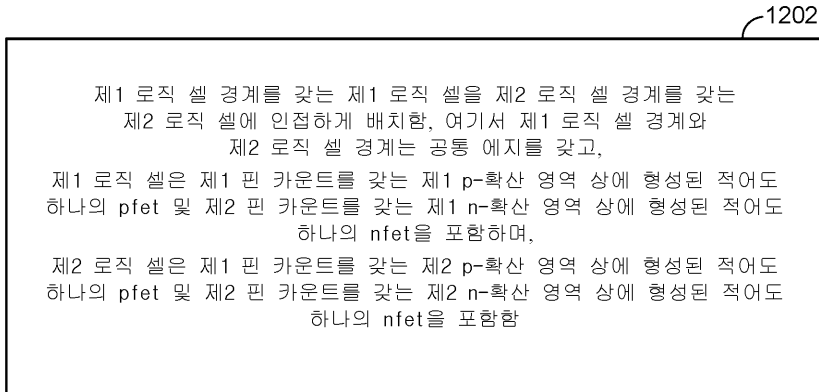 1202
제1 로직 셀 경계를 갖는 제1 로직 셀을 제2 로직 셀 경계를 갖는
제2 로직 셀에 인접하게 배치함, 여기서 제1 로직 셀 경계와
제2 로직 셀 경계는 공통 에지를 갖고,
제1 로직 셀은 제1 핀 카운트를 갖는 제1 p-확산 영역 상에 형성된 적어도
하나의 pfet 및 제2 핀 카운트를 갖는 제1 n-확산 영역 상에 형성된 적어도
하나의 nfet을 포함하며,
제2 로직 셀은 제1 핀 카운트를 갖는 제2 p-확산 영역 상에 형성된 적어도
하나의 pfet 및 제2 핀 카운트를 갖는 제2 n-확산 영역 상에 형성된 적어도
하나의 nfet을 포함함